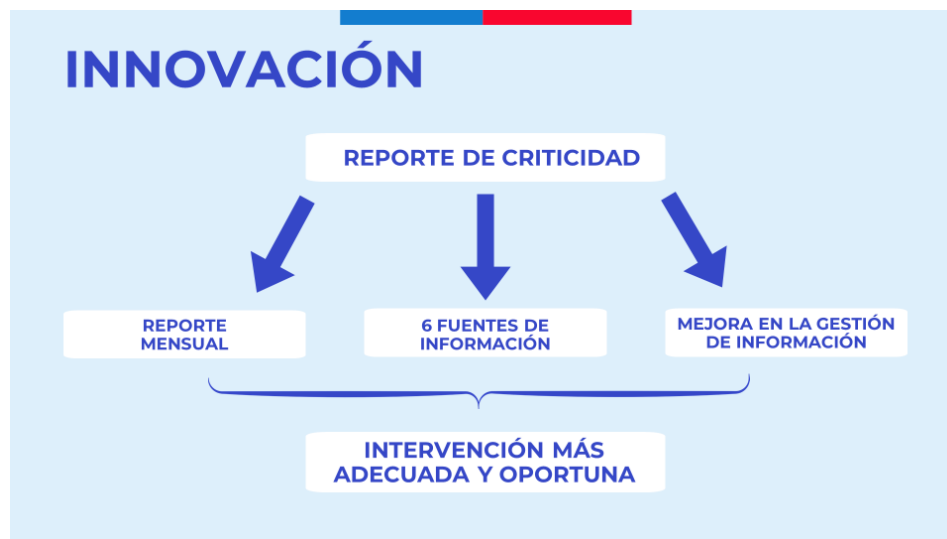 INNOVACIÓN
REPORTE DE CRITICIDAD
REPORTE
MENSUAL
6 FUENTES DE
INFORMACIÓN
MEJORA EN LA GESTIÓN
DE INFORMACIÓN
INTERVENCIÓN MÁS
ADECUADA Y OPORTUNA